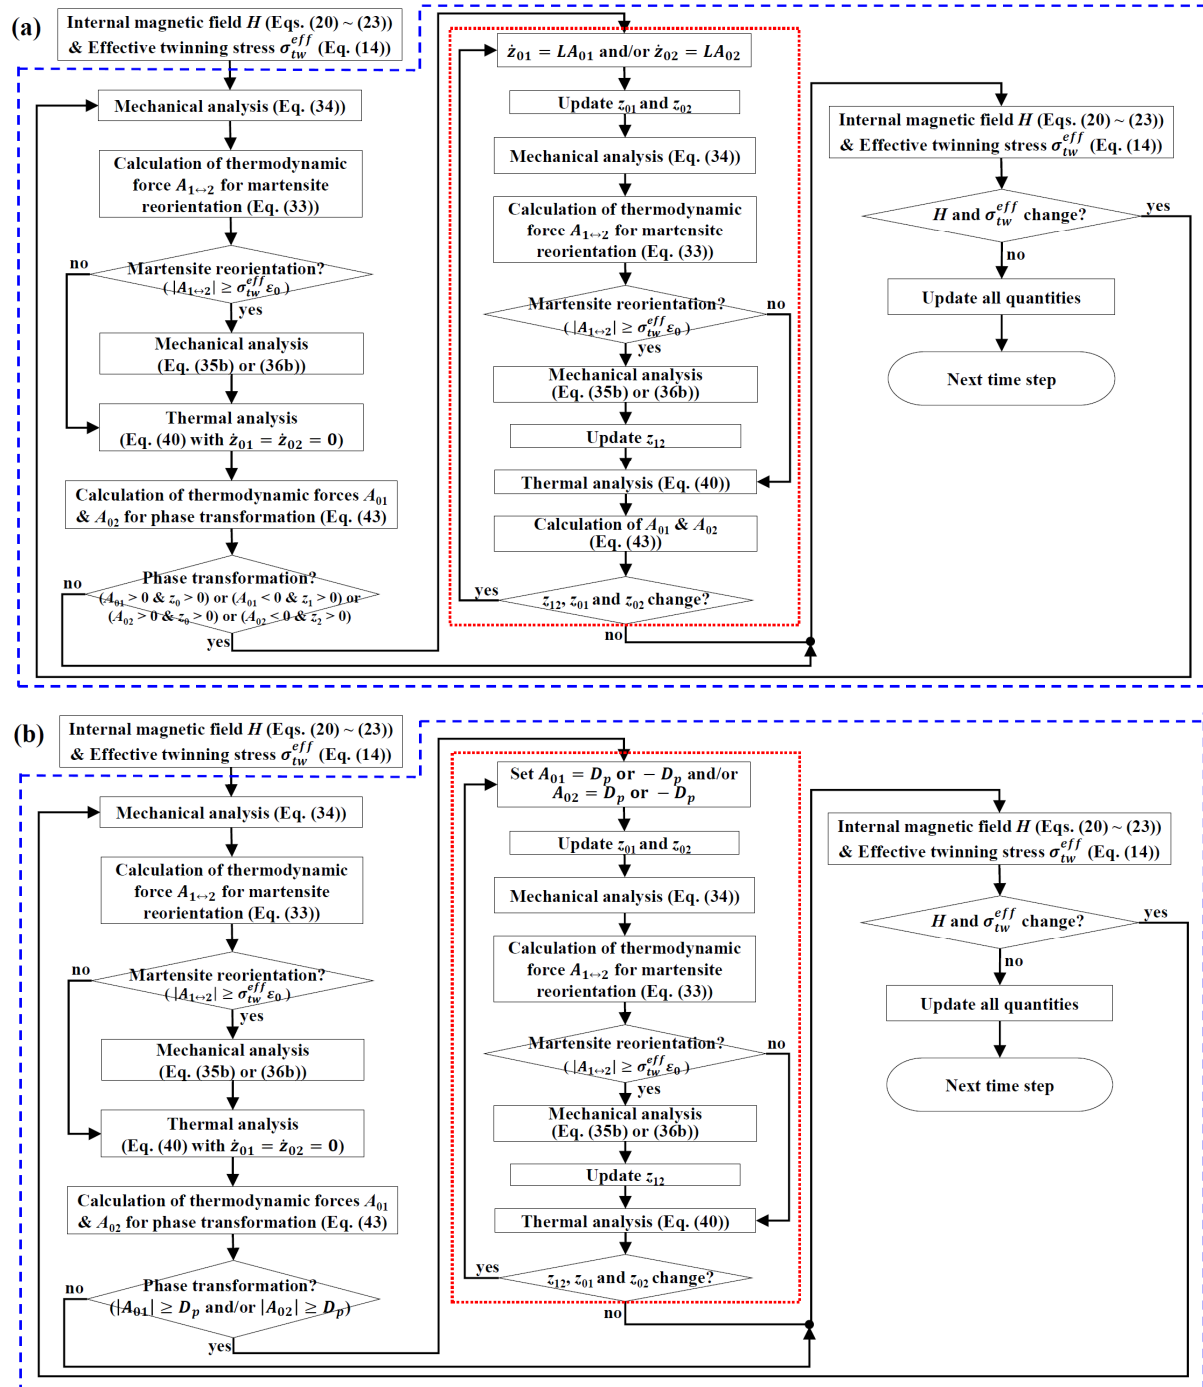 (a)
Internal magnetic field H (Eqs. (20) ~ (23))
& Effective twinning stress σ_tw^eff (Eq. (14))
Mechanical analysis (Eq. (34))
Calculation of thermodynamic
force A_1↔2 for martensite
reorientation (Eq. (33))
no
Martensite reorientation?
( |A_1↔2| ≥ σ_tw^eff ε_0 )
yes
Mechanical analysis
(Eq. (35b) or (36b))
Thermal analysis
(Eq. (40) with ż_01 = ż_02 = 0)
Calculation of thermodynamic forces A_01
& A_02 for phase transformation (Eq. (43)
no
Phase transformation?
(A_01 > 0 & z_0 > 0) or (A_01 < 0 & z_1 > 0) or
(A_02 > 0 & z_0 > 0) or (A_02 < 0 & z_2 > 0)
yes
ż_01 = LA_01 and/or ż_02 = LA_02
Update z_01 and z_02
Mechanical analysis (Eq. (34))
Calculation of thermodynamic
force A_1↔2 for martensite
reorientation (Eq. (33))
Martensite reorientation?
no
( |A_1↔2| ≥ σ_tw^eff ε_0 )
yes
Mechanical analysis
(Eq. (35b) or (36b))
Update z_12
Thermal analysis (Eq. (40))
Calculation of A_01 & A_02
(Eq. (43))
yes
z_12, z_01 and z_02 change?
no
Internal magnetic field H (Eqs. (20) ~ (23))
& Effective twinning stress σ_tw^eff (Eq. (14))
H and σ_tw^eff change?
yes
no
Update all quantities
Next time step
(b)
Internal magnetic field H (Eqs. (20) ~ (23))
& Effective twinning stress σ_tw^eff (Eq. (14))
Mechanical analysis (Eq. (34))
Calculation of thermodynamic
force A_1↔2 for martensite
reorientation (Eq. (33))
no
Martensite reorientation?
( |A_1↔2| ≥ σ_tw^eff ε_0 )
yes
Mechanical analysis
(Eq. (35b) or (36b))
Thermal analysis
(Eq. (40) with ż_01 = ż_02 = 0)
Calculation of thermodynamic forces A_01
& A_02 for phase transformation (Eq. (43)
no
Phase transformation?
(|A_01| ≥ D_p and/or |A_02| ≥ D_p)
yes
Set A_01 = D_p or − D_p and/or
A_02 = D_p or − D_p
Update z_01 and z_02
Mechanical analysis (Eq. (34))
Calculation of thermodynamic
force A_1↔2 for martensite
reorientation (Eq. (33))
Martensite reorientation?
no
( |A_1↔2| ≥ σ_tw^eff ε_0 )
yes
Mechanical analysis
(Eq. (35b) or (36b))
Update z_12
Thermal analysis (Eq. (40))
yes
z_12, z_01 and z_02 change?
no
Internal magnetic field H (Eqs. (20) ~ (23))
& Effective twinning stress σ_tw^eff (Eq. (14))
H and σ_tw^eff change?
yes
no
Update all quantities
Next time step